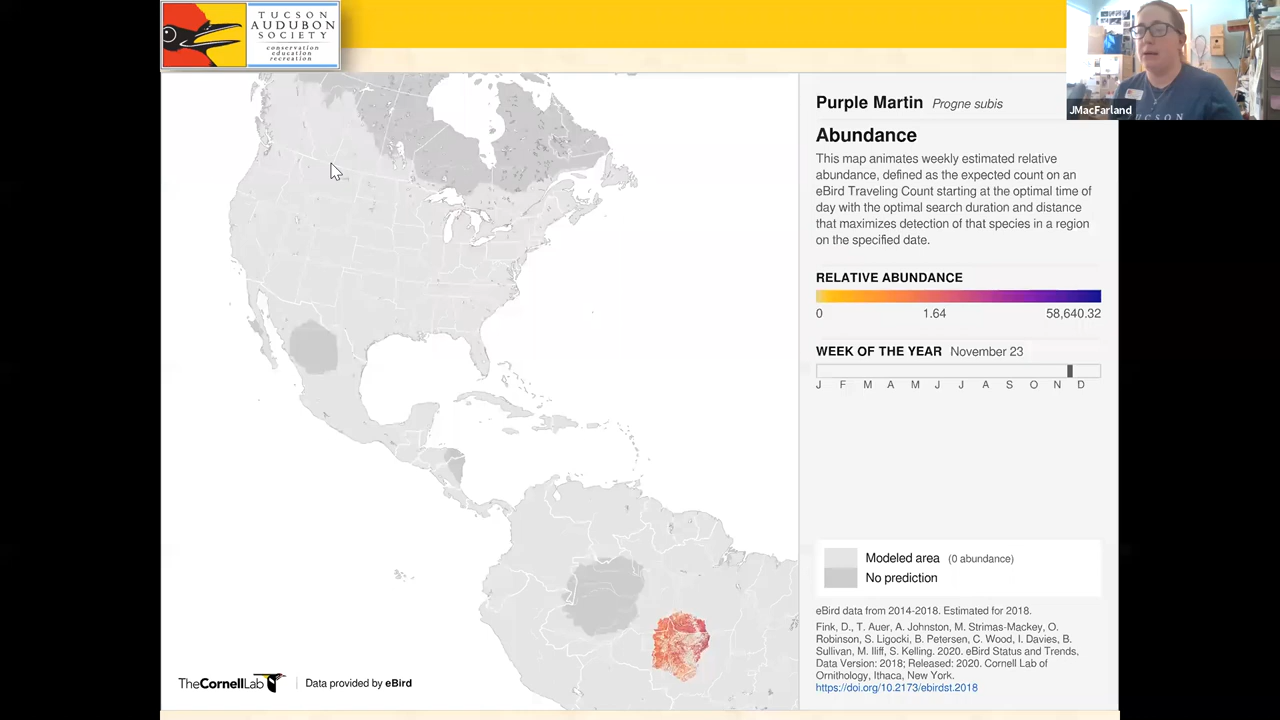 TUCSON
AUDUBON
SOCIETY
conservation
education
recreation
JMacFarland
TUCSON
Purple Martin Progne subis
Abundance
This map animates weekly estimated relative
abundance, defined as the expected count on an
eBird Traveling Count starting at the optimal time of
day with the optimal search duration and distance
that maximizes detection of that species in a region
on the specified date.
RELATIVE ABUNDANCE
0 1.64 58,640.32
WEEK OF THE YEAR November 23
J F M A M J J A S O N D
Modeled area (0 abundance)
No prediction
eBird data from 2014-2018. Estimated for 2018.
Fink, D., T. Auer, A. Johnston, M. Strimas-Mackey, O.
Robinson, S. Ligocki, B. Petersen, C. Wood, I. Davies, B.
Sullivan, M. Iliff, S. Kelling. 2020. eBird Status and Trends,
Data Version: 2018; Released: 2020. Cornell Lab of
Ornithology, Ithaca, New York.
https://doi.org/10.2173/ebirdst.2018
TheCornellLab Data provided by eBird